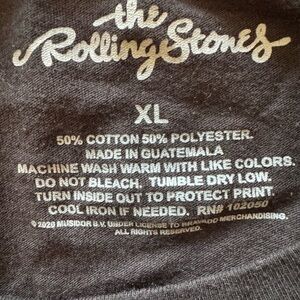 the
Rolling Stones
XL
50% COTTON 50% POLYESTER.
MADE IN GUATEMALA
MACHINE WASH WARM WITH LIKE COLORS.
DO NOT BLEACH. TUMBLE DRY LOW.
TURN INSIDE OUT TO PROTECT PRINT.
COOL IRON IF NEEDED. RN# 102050
©2020 MUSIDOR B.V. UNDER LICENSE TO BRAVADO MERCHANDISING.
ALL RIGHTS RESERVED.